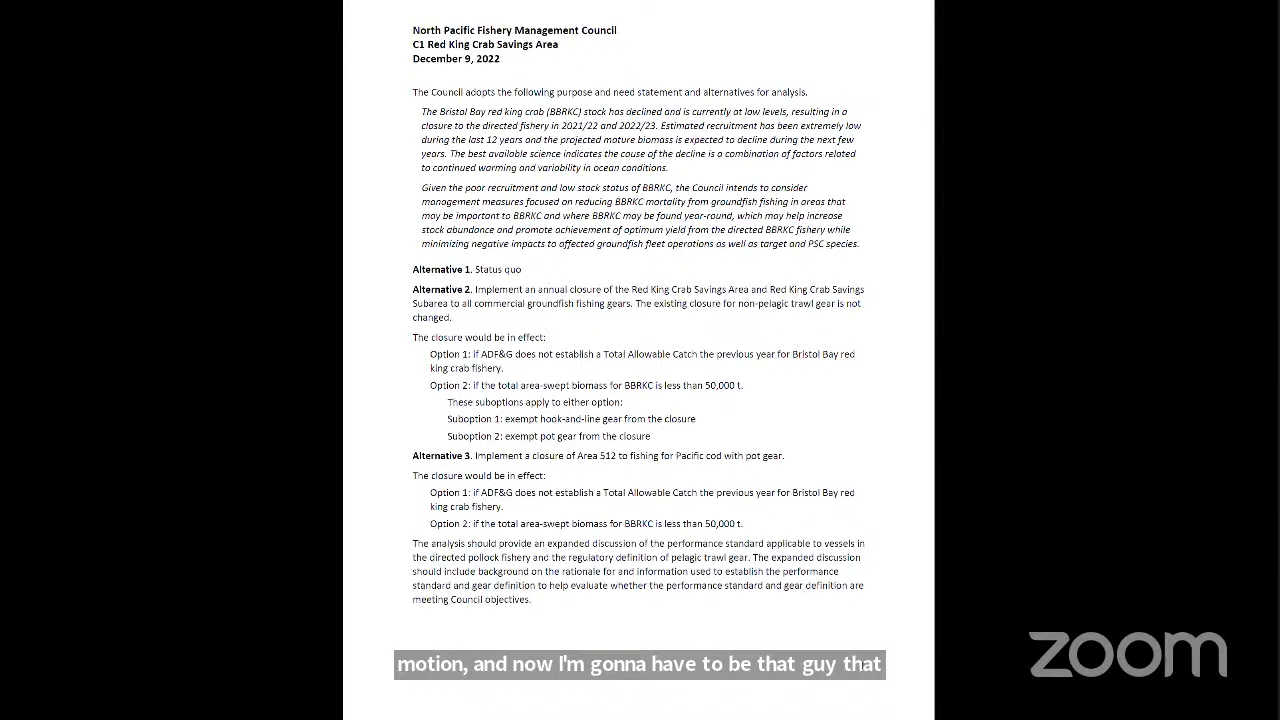 North Pacific Fishery Management Council
C1 Red King Crab Savings Area
December 9, 2022
The Council adopts the following purpose and need statement and alternatives for analysis.
The Bristol Bay red king crab (BBRKC) stock has declined and is currently at low levels, resulting in a
closure to the directed fishery in 2021/22 and 2022/23. Estimated recruitment has been extremely low
during the last 12 years and the projected mature biomass is expected to decline during the next few
years. The best available science indicates the cause of the decline is a combination of factors related
to continued warming and variability in ocean conditions.
Given the poor recruitment and low stock status of BBRKC, the Council intends to consider
management measures focused on reducing BBRKC mortality from groundfish fishing in areas that
may be important to BBRKC and where BBRKC may be found year-round, which may help increase
stock abundance and promote achievement of optimum yield from the directed BBRKC fishery while
minimizing negative impacts to affected groundfish fleet operations as well as target and PSC species.
Alternative 1. Status quo
Alternative 2. Implement an annual closure of the Red King Crab Savings Area and Red King Crab Savings
Subarea to all commercial groundfish fishing gears. The existing closure for non-pelagic trawl gear is not
changed.
The closure would be in effect:
Option 1: if ADF&G does not establish a Total Allowable Catch the previous year for Bristol Bay red
king crab fishery.
Option 2: if the total area-swept biomass for BBRKC is less than 50,000 t.
These suboptions apply to either option:
Suboption 1: exempt hook-and-line gear from the closure
Suboption 2: exempt pot gear from the closure
Alternative 3. Implement a closure of Area 512 to fishing for Pacific cod with pot gear.
The closure would be in effect:
Option 1: if ADF&G does not establish a Total Allowable Catch the previous year for Bristol Bay red
king crab fishery.
Option 2: if the total area-swept biomass for BBRKC is less than 50,000 t.
The analysis should provide an expanded discussion of the performance standard applicable to vessels in
the directed pollock fishery and the regulatory definition of pelagic trawl gear. The expanded discussion
should include background on the rationale for and information used to establish the performance
standard and gear definition to help evaluate whether the performance standard and gear definition are
meeting Council objectives.
motion, and now I'm gonna have to be that guy that
zoom